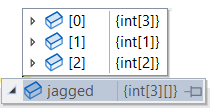 [0] {int[3]}
[1] {int[1]}
[2] {int[2]}
jagged {int[3][]}